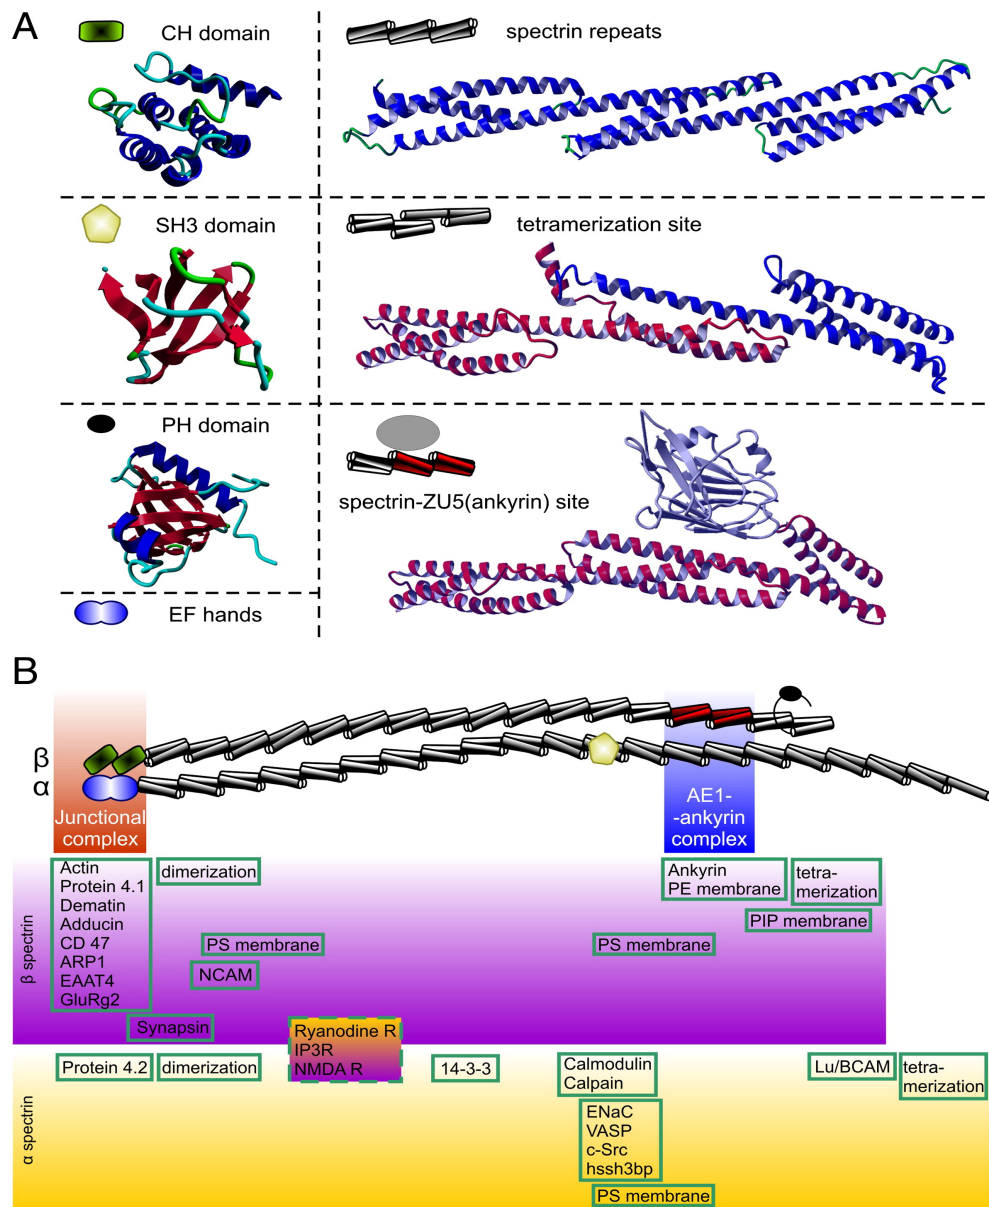 A
CH domain
spectrin repeats
SH3 domain
tetramerization site
PH domain
spectrin-ZU5(ankyrin) site
EF hands
B
β
α
Junctional
complex
AE1-
-ankyrin
complex
β spectrin
Actin
Protein 4.1
Dematin
Adducin
CD 47
ARP1
EAAT4
GluRg2
dimerization
PS membrane
NCAM
Synapsin
Ankyrin
PE membrane
tetra-
merization
PIP membrane
PS membrane
Ryanodine R
IP3R
NMDA R
α spectrin
Protein 4.2
dimerization
14-3-3
Calmodulin
Calpain
ENaC
VASP
c-Src
hssh3bp
PS membrane
Lu/BCAM
tetra-
merization